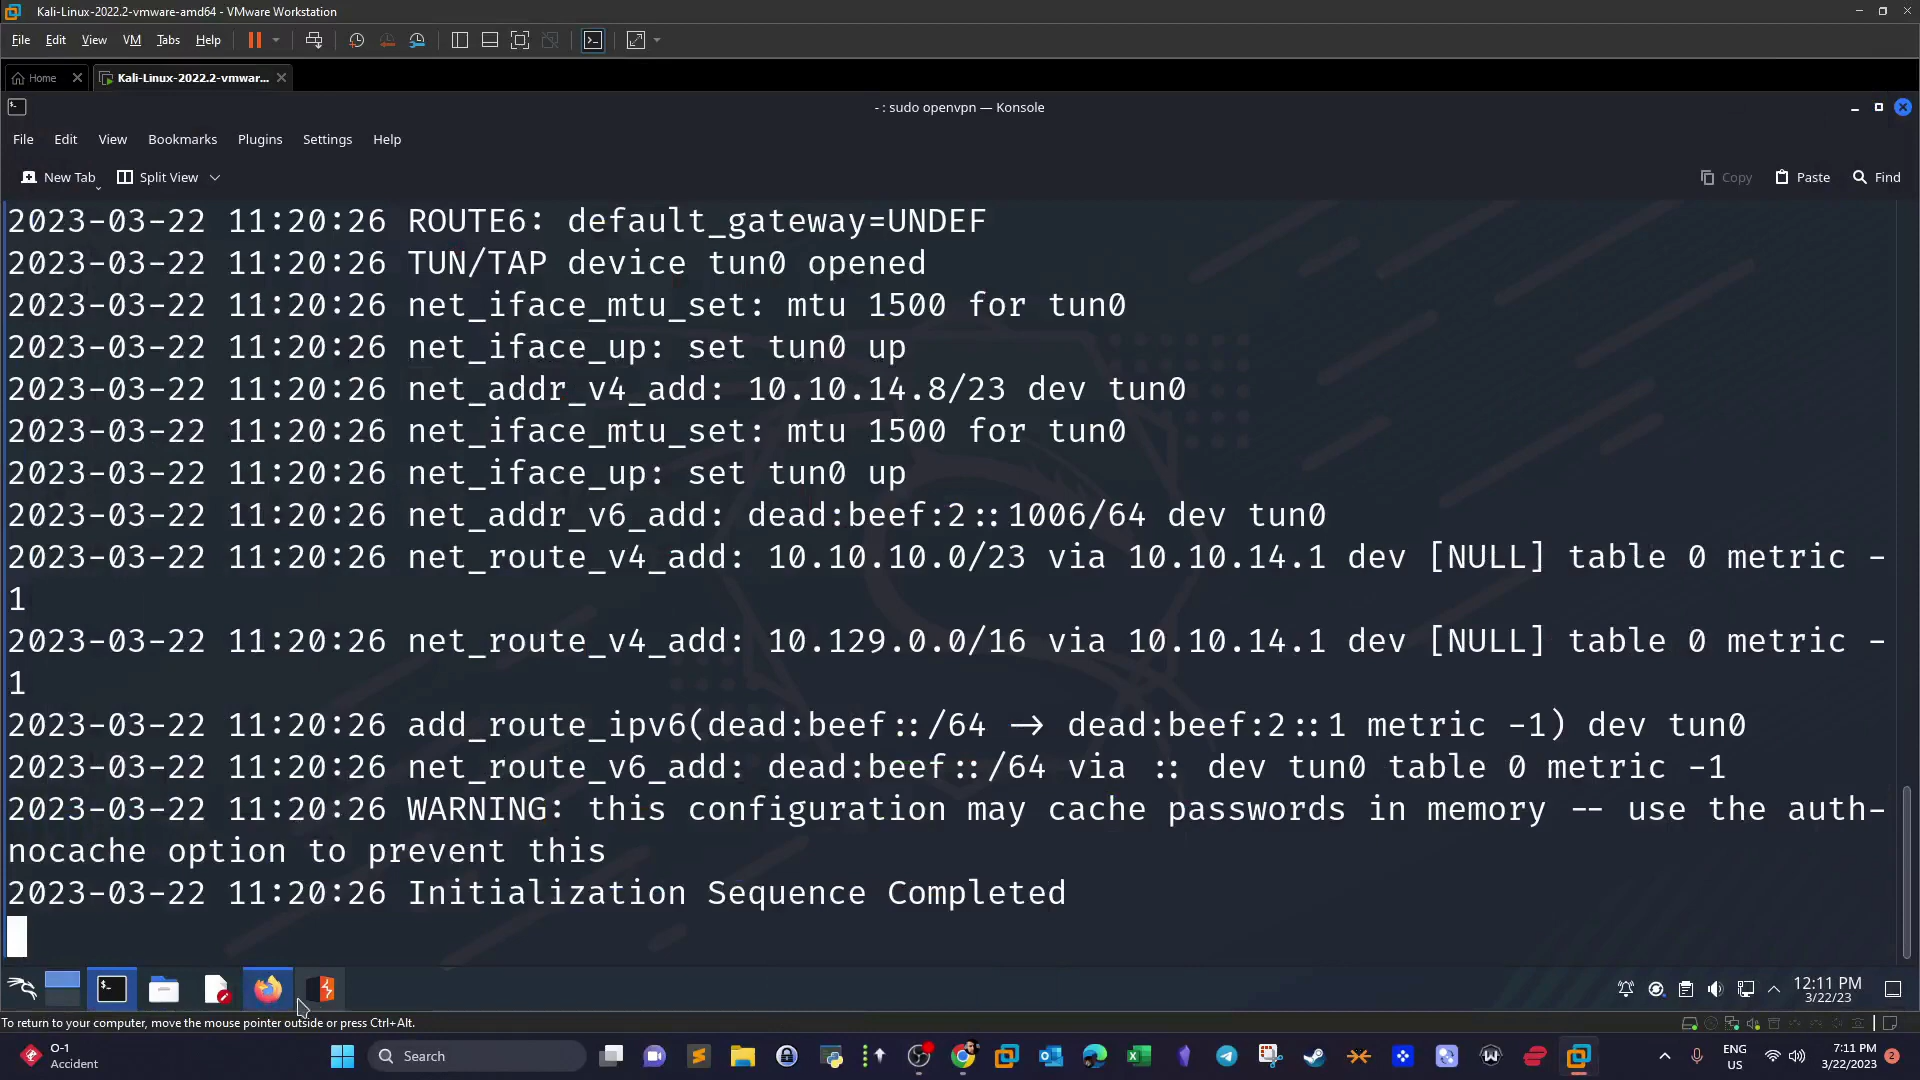 Kali-Linux-2022.2-vmware-amd64 - VMware Workstation
File Edit View VM Tabs Help
Home Kali-Linux-2022.2-vmwar...
- : sudo openvpn — Konsole
File Edit View Bookmarks Plugins Settings Help
New Tab Split View Copy Paste Find
2023-03-22 11:20:26 ROUTE6: default_gateway=UNDEF
2023-03-22 11:20:26 TUN/TAP device tun0 opened
2023-03-22 11:20:26 net_iface_mtu_set: mtu 1500 for tun0
2023-03-22 11:20:26 net_iface_up: set tun0 up
2023-03-22 11:20:26 net_addr_v4_add: 10.10.14.8/23 dev tun0
2023-03-22 11:20:26 net_iface_mtu_set: mtu 1500 for tun0
2023-03-22 11:20:26 net_iface_up: set tun0 up
2023-03-22 11:20:26 net_addr_v6_add: dead:beef:2::1006/64 dev tun0
2023-03-22 11:20:26 net_route_v4_add: 10.10.10.0/23 via 10.10.14.1 dev [NULL] table 0 metric -
1
2023-03-22 11:20:26 net_route_v4_add: 10.129.0.0/16 via 10.10.14.1 dev [NULL] table 0 metric -
1
2023-03-22 11:20:26 add_route_ipv6(dead:beef::/64 → dead:beef:2::1 metric -1) dev tun0
2023-03-22 11:20:26 net_route_v6_add: dead:beef::/64 via :: dev tun0 table 0 metric -1
2023-03-22 11:20:26 WARNING: this configuration may cache passwords in memory -- use the auth-
nocache option to prevent this
2023-03-22 11:20:26 Initialization Sequence Completed
12:11 PM
3/22/23
To return to your computer, move the mouse pointer outside or press Ctrl+Alt.
O-1
Accident
Search
ENG
US
7:11 PM
3/22/2023
2